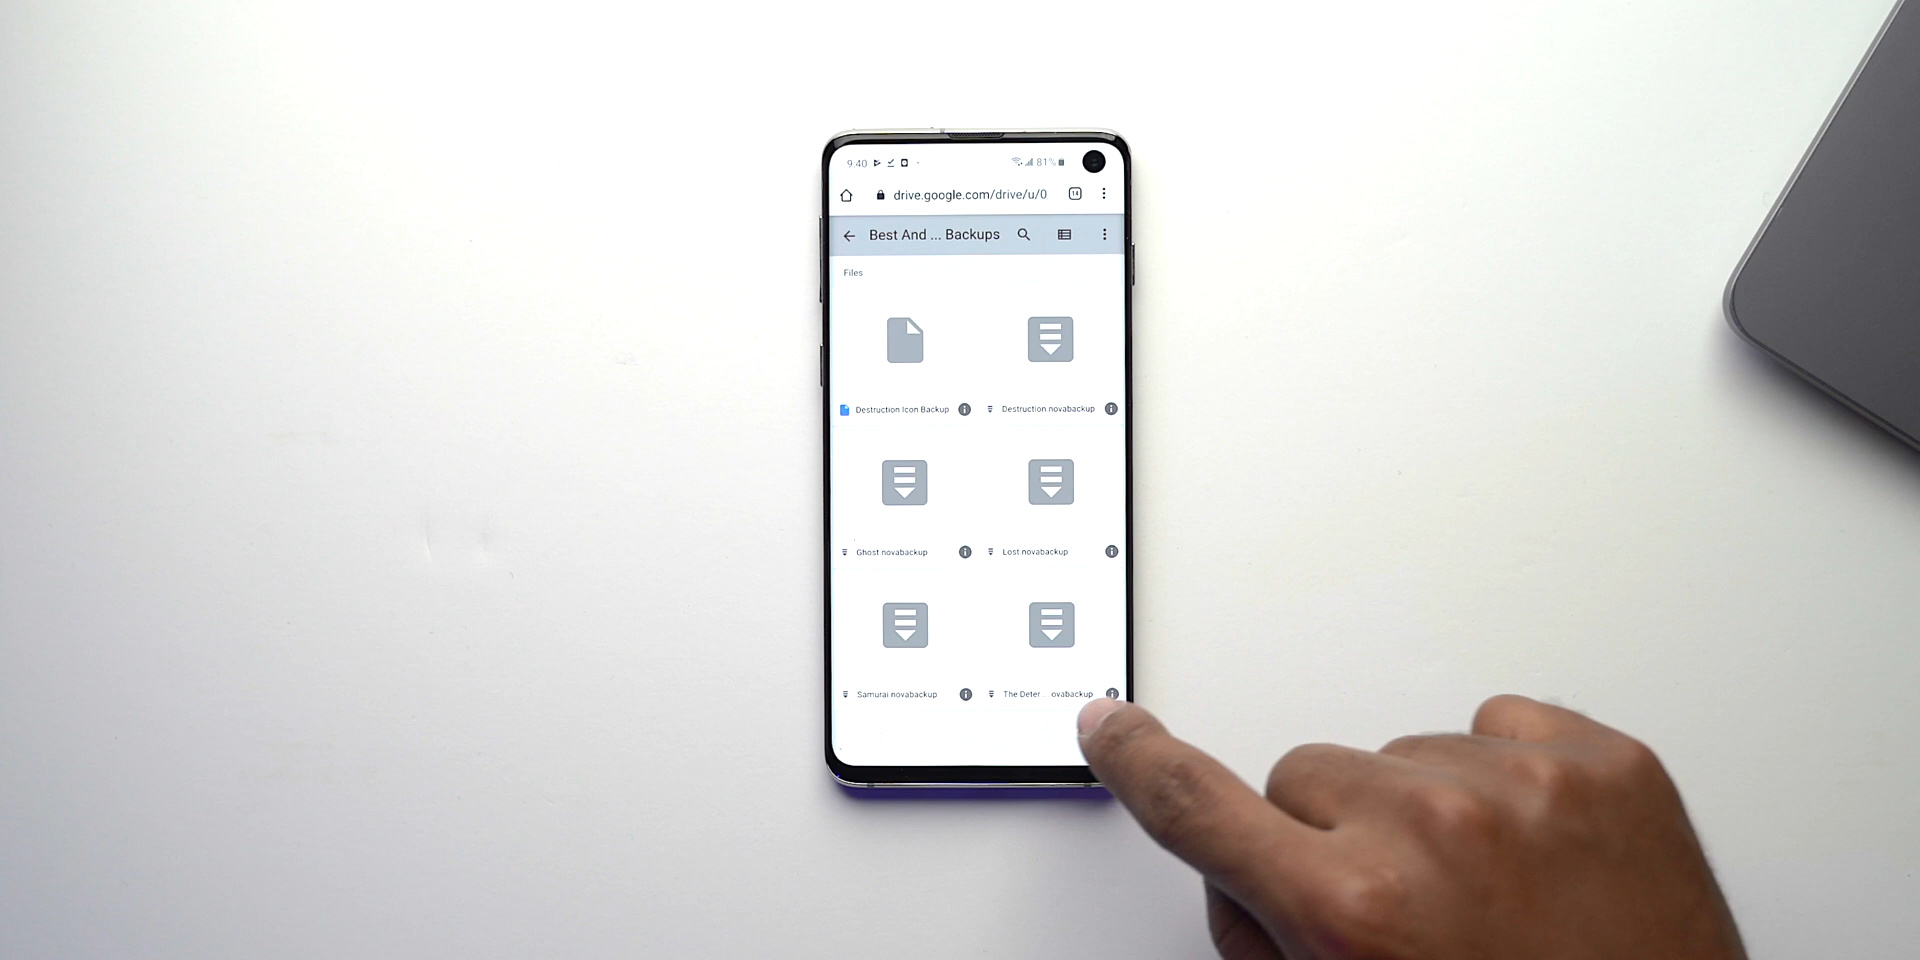 9:40
81%
drive.google.com/drive/u/0
14
Best And ... Backups
Files
Destruction Icon Backup
Destruction novabackup
Ghost novabackup
Lost novabackup
Samurai novabackup
The Deter ... ovabackup